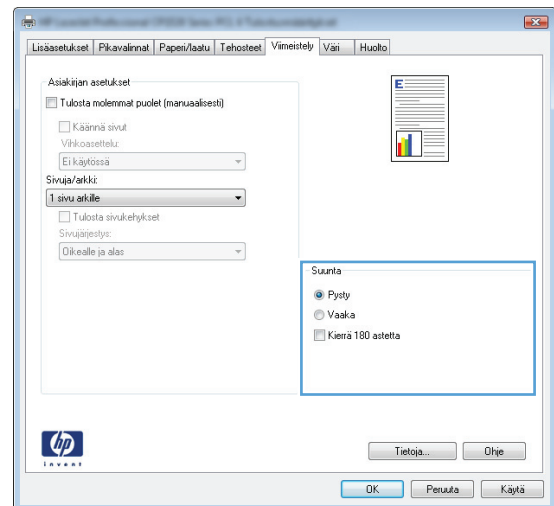 Lisäasetukset Pikavalinnat Paperi/laatu Tehosteet Viimeistely Väri Huolto
Asiakirjan asetukset
Tulosta molemmat puolet (manuaalisesti)
Käännä sivut
Vihkoasettelu:
Ei käytössä
Sivuja/arkki:
1 sivu arkille
Tulosta sivukehykset
Sivujärjestys:
Oikealle ja alas
E
Suunta
Pysty
Vaaka
Kierrä 180 astetta
hp
invent
Tietoja... Ohje
OK Peruuta Käytä